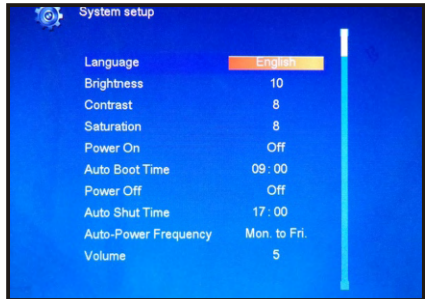 System setup
Language English
Brightness 10
Contrast 8
Saturation 8
Power On Off
Auto Boot Time 09:00
Power Off Off
Auto Shut Time 17:00
Auto-Power Frequency Mon. to Fri.
Volume 5